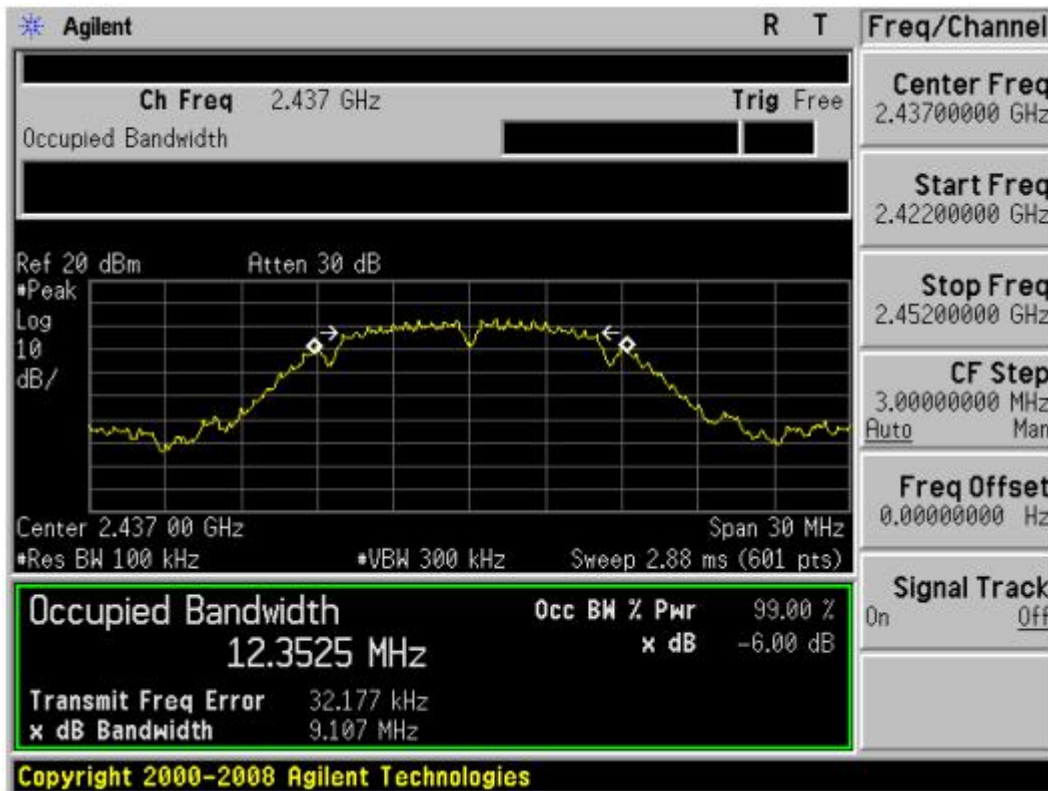 Agilent R T Freq/Channel
Ch Freq 2.437 GHz Trig Free
Occupied Bandwidth
Center Freq
2.43700000 GHz
Start Freq
2.42200000 GHz
Stop Freq
2.45200000 GHz
CF Step
3.00000000 MHz
Auto Man
Freq Offset
0.00000000 Hz
Signal Track
On Off
Ref 20 dBm Atten 30 dB
#Peak
Log
10
dB/
Center 2.437 00 GHz Span 30 MHz
#Res BW 100 kHz #VBW 300 kHz Sweep 2.88 ms (601 pts)
Occupied Bandwidth Occ BW % Pwr 99.00 %
12.3525 MHz x dB -6.00 dB
Transmit Freq Error 32.177 kHz
x dB Bandwidth 9.107 MHz
Copyright 2000-2008 Agilent Technologies